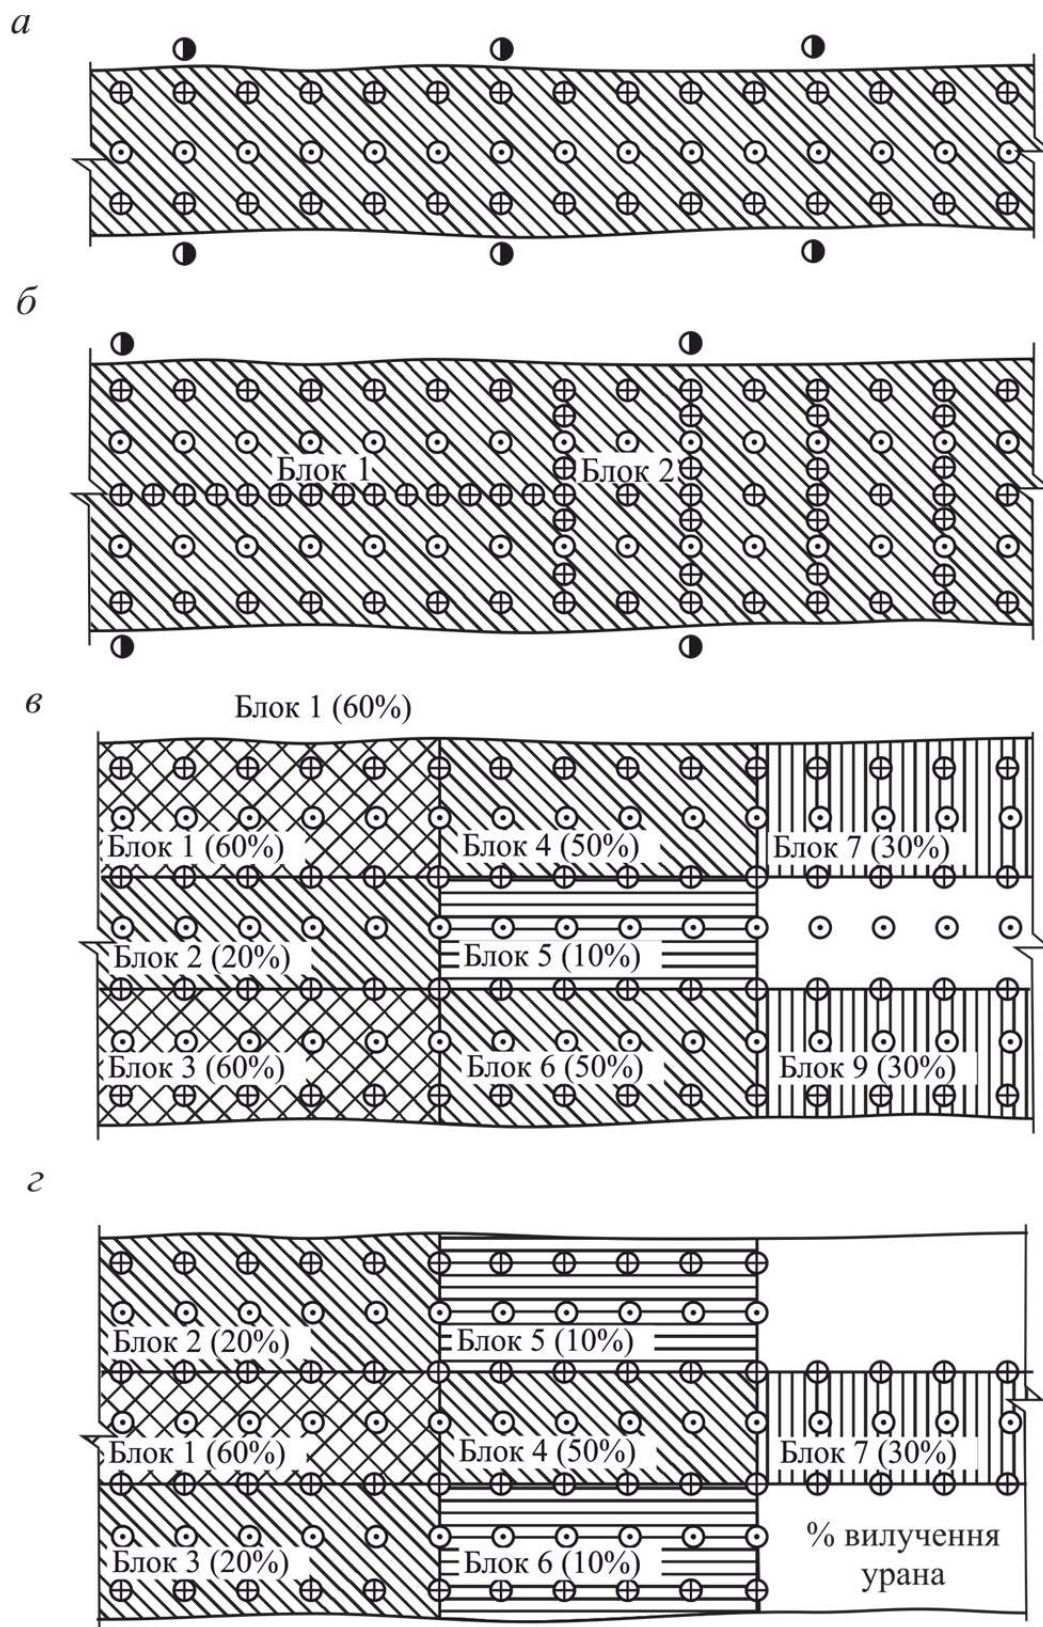 а
б
Блок 1
Блок 2
в
Блок 1 (60%)
Блок 1 (60%)
Блок 4 (50%)
Блок 7 (30%)
Блок 2 (20%)
Блок 5 (10%)
Блок 3 (60%)
Блок 6 (50%)
Блок 9 (30%)
г
Блок 2 (20%)
Блок 5 (10%)
Блок 1 (60%)
Блок 4 (50%)
Блок 7 (30%)
Блок 3 (20%)
Блок 6 (10%)
% вилучення
урана